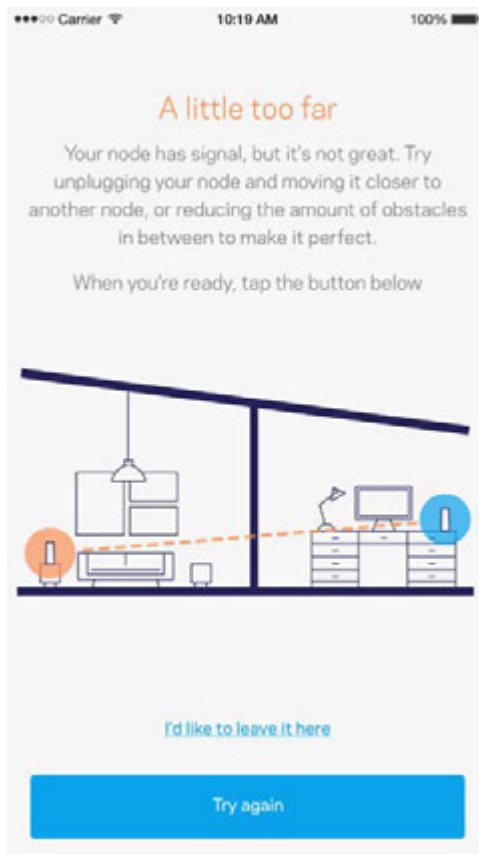 Carrier 10:19 AM 100%
A little too far
Your node has signal, but it's not great. Try
unplugging your node and moving it closer to
another node, or reducing the amount of obstacles
in between to make it perfect.
When you're ready, tap the button below
I'd like to leave it here
Try again